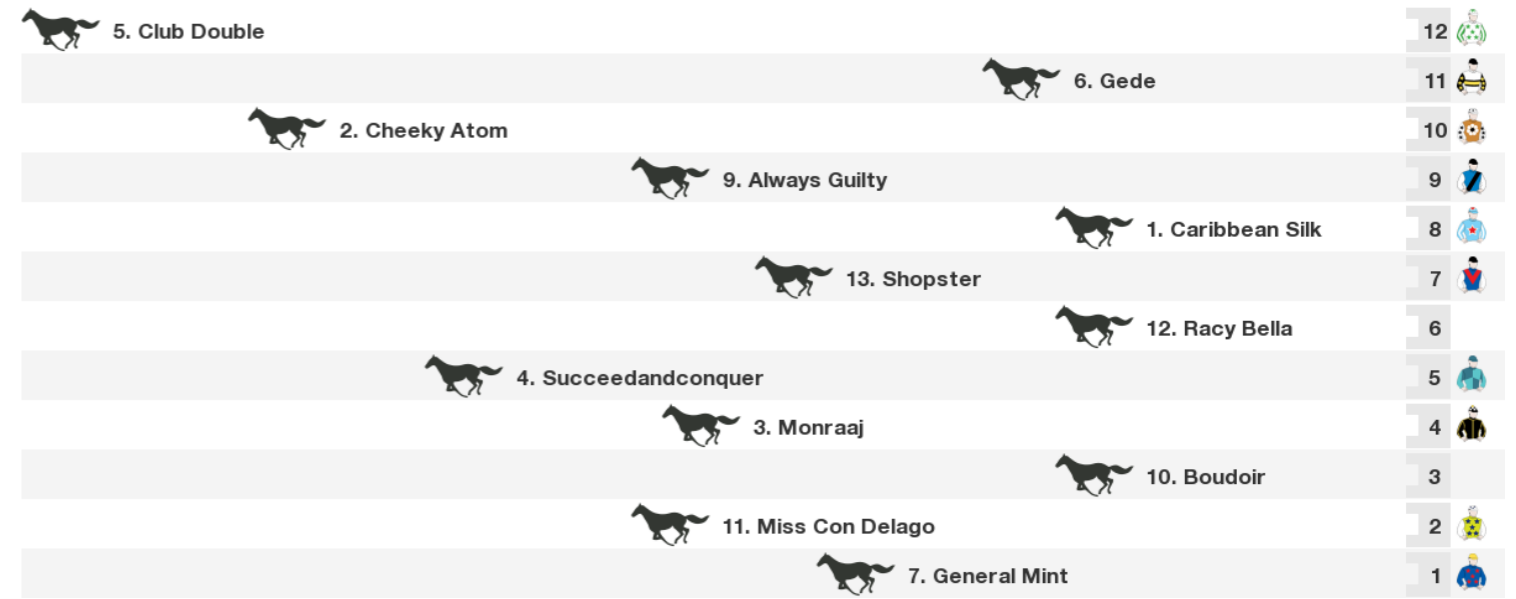 5. Club Double 12
6. Gede 11
2. Cheeky Atom 10
9. Always Guilty 9
1. Caribbean Silk 8
13. Shopster 7
12. Racy Bella 6
4. Succeedandconquer 5
3. Monraaj 4
10. Boudoir 3
11. Miss Con Delago 2
7. General Mint 1